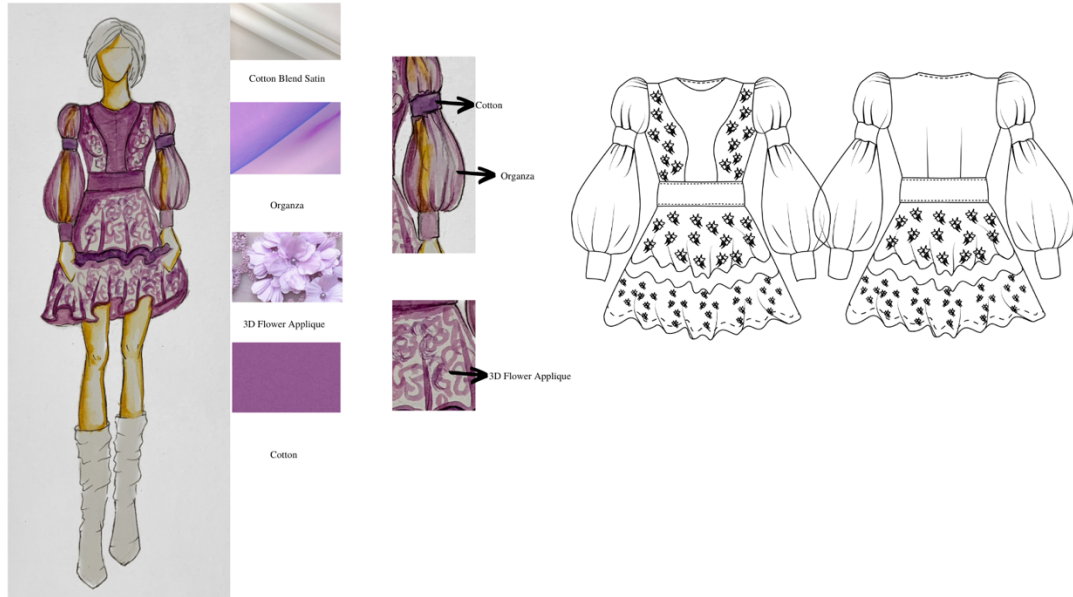 Cotton Blend Satin
Organza
3D Flower Applique
Cotton
Cotton
Organza
3D Flower Applique